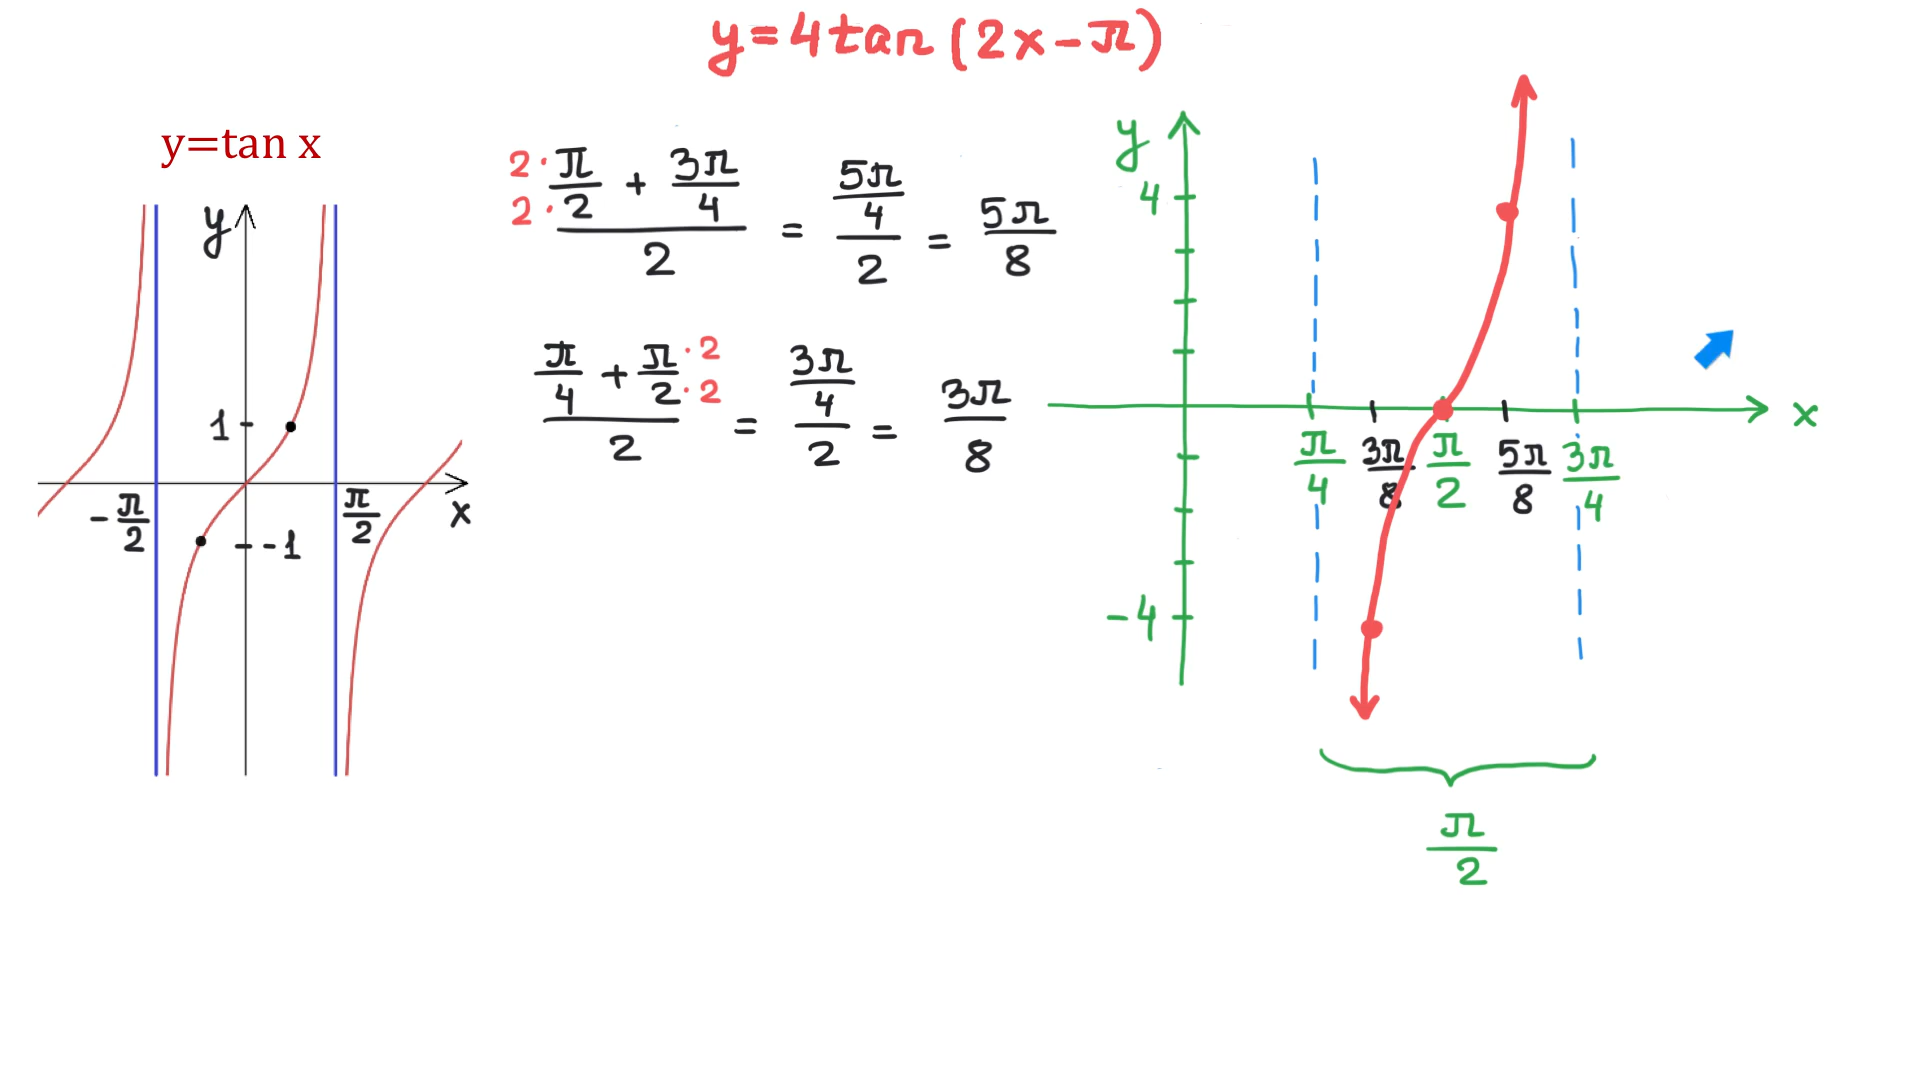 y=4tan(2x-π)
y=tan x
y
1
-π/2
π/2
x
-1
2· π/2 + 3π/4
2·
2
= 5π/4 / 2 = 5π/8
π/4 + π/2 ·2
·2
2
= 3π/4 / 2 = 3π/8
y
4
x
π/4 3π/8 π/2 5π/8 3π/4
-4
π/2